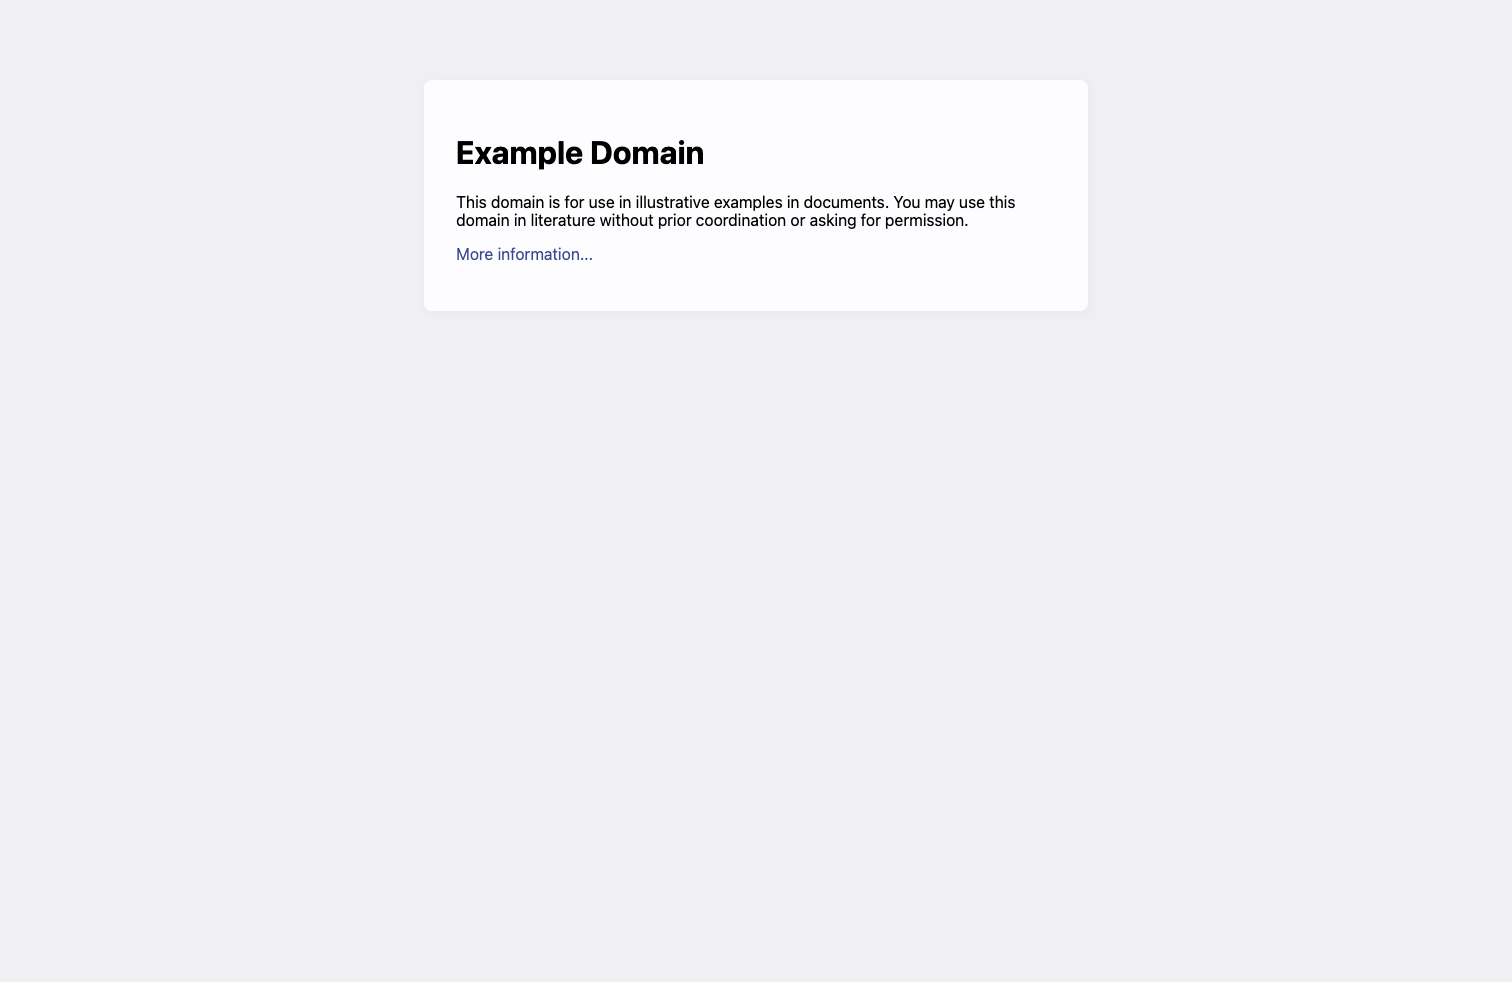 Example Domain
This domain is for use in illustrative examples in documents. You may use this
domain in literature without prior coordination or asking for permission.
More information...